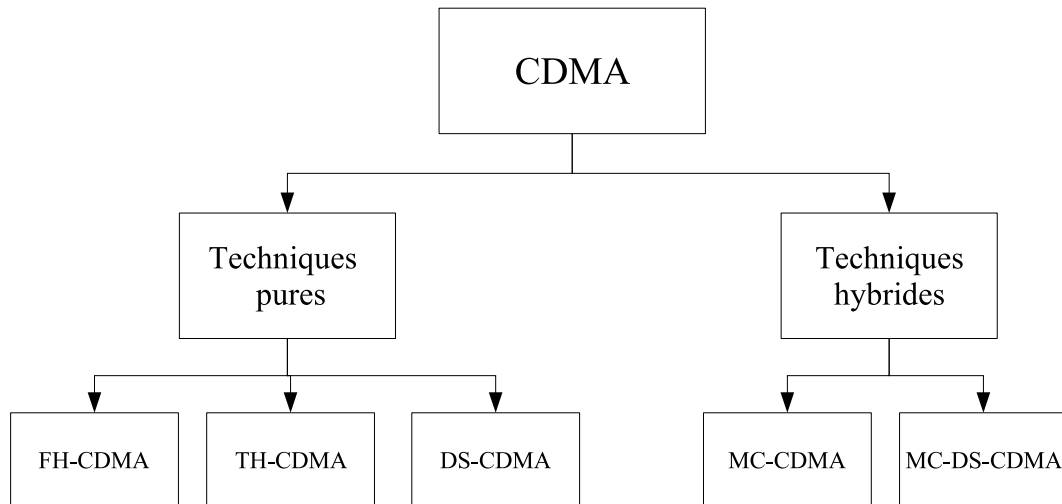 CDMA
Techniques
pures
Techniques
hybrides
FH-CDMA
TH-CDMA
DS-CDMA
MC-CDMA
MC-DS-CDMA